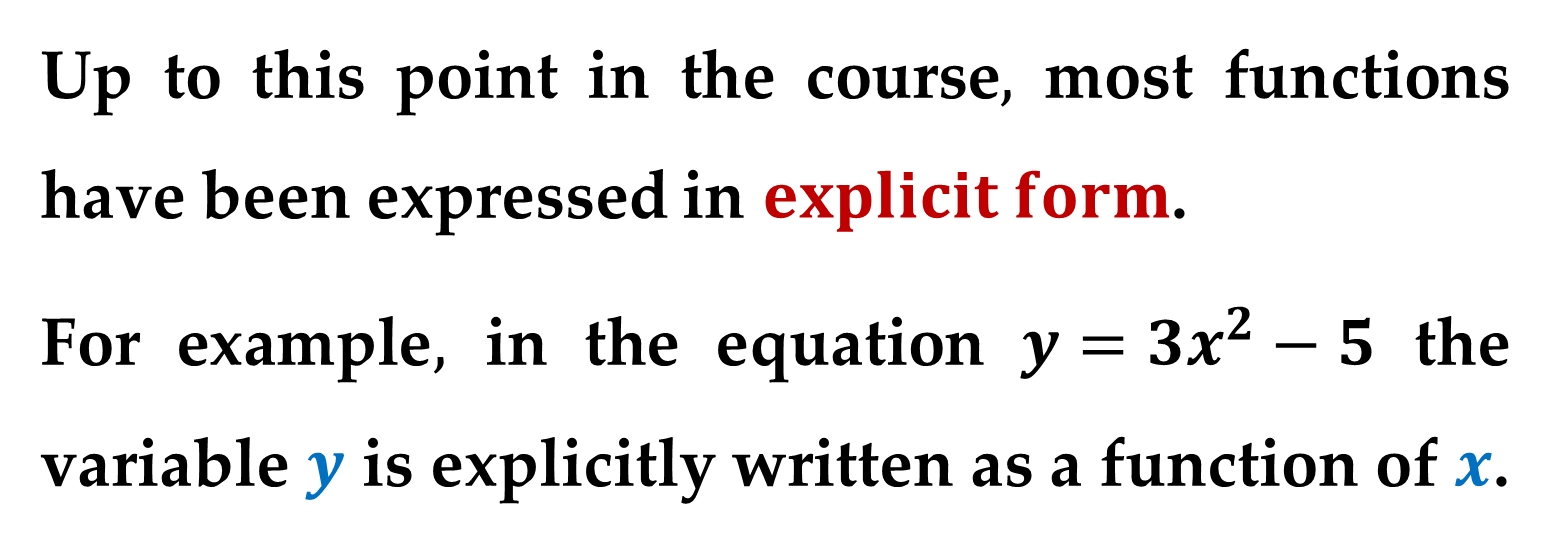 Up to this point in the course, most functions
have been expressed in explicit form.
For example, in the equation y = 3x² − 5 the
variable y is explicitly written as a function of x.